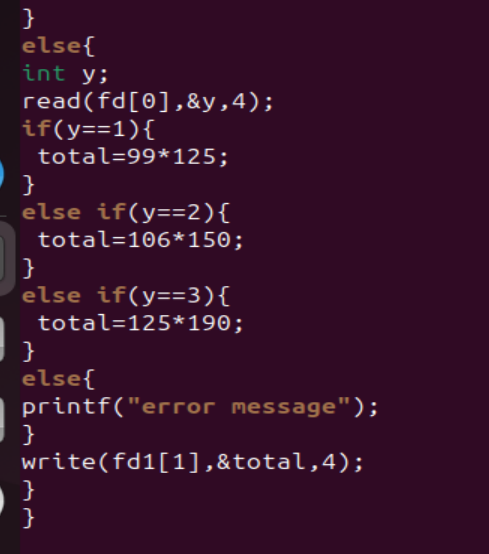 }
else{
int y;
read(fd[0],&y,4);
if(y==1){
 total=99*125;
}
else if(y==2){
 total=106*150;
}
else if(y==3){
 total=125*190;
}
else{
printf("error message");
}
write(fd1[1],&total,4);
}
}